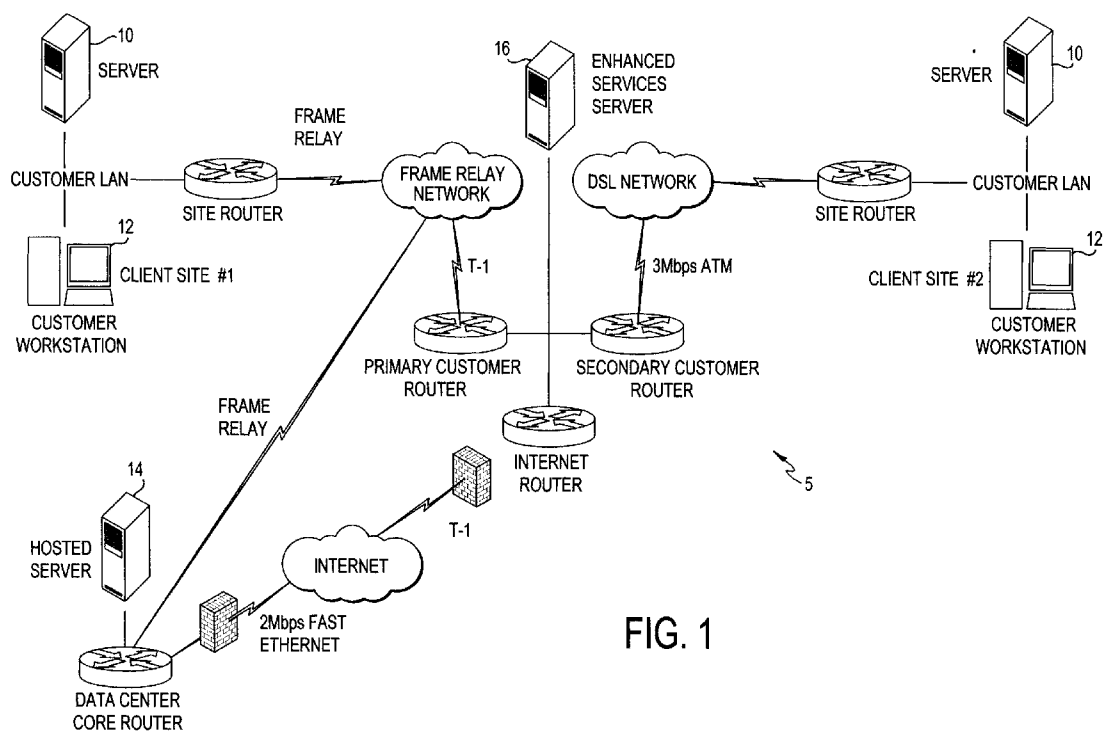 10
SERVER
16
ENHANCED
SERVICES
SERVER
SERVER
10
FRAME
RELAY
CUSTOMER LAN
SITE ROUTER
FRAME RELAY
NETWORK
DSL NETWORK
SITE ROUTER
CUSTOMER LAN
12
CLIENT SITE #1
CUSTOMER
WORKSTATION
T-1
3Mbps ATM
12
CLIENT SITE #2
CUSTOMER
WORKSTATION
PRIMARY CUSTOMER
ROUTER
SECONDARY CUSTOMER
ROUTER
FRAME
RELAY
INTERNET
ROUTER
5
14
HOSTED
SERVER
T-1
INTERNET
2Mbps FAST
ETHERNET
DATA CENTER
CORE ROUTER
FIG. 1